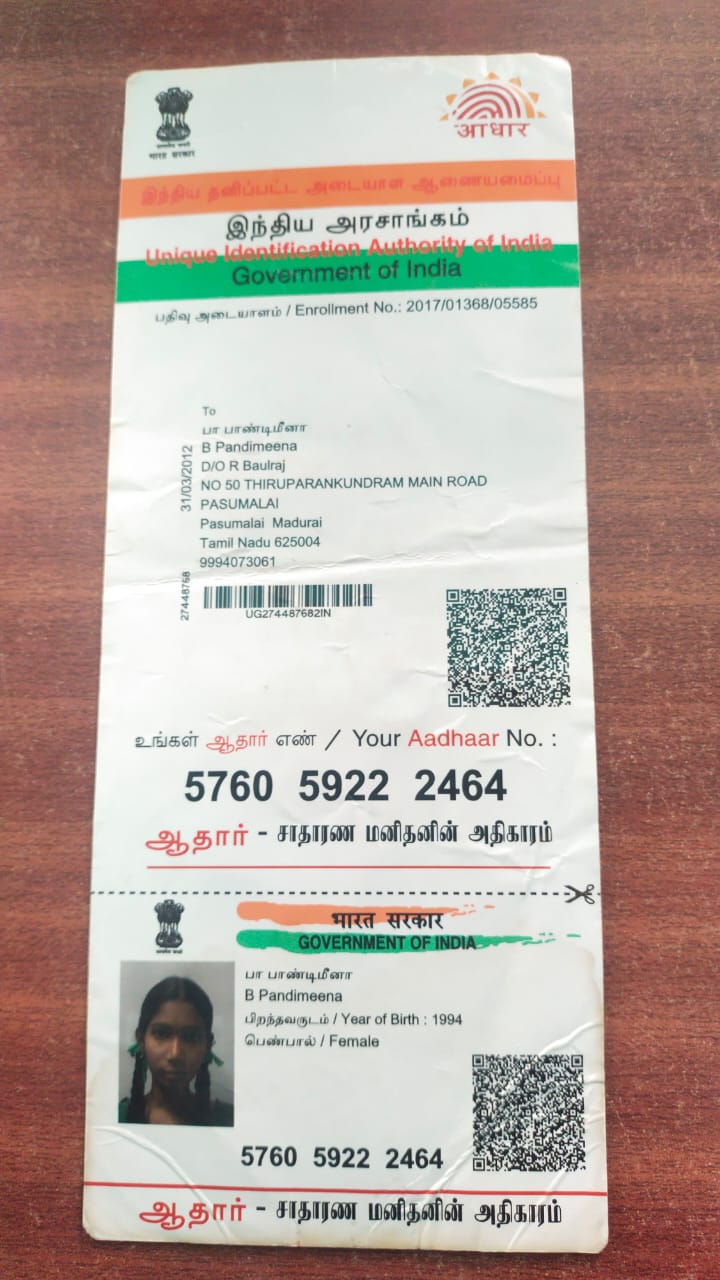 भारत सरकार
आधार
இந்திய தனிப்பட்ட அடையாள ஆணையமைப்பு
இந்திய அரசாங்கம்
Unique Identification Authority of India
Government of India
பதிவு அடையாளம் / Enrollment No.: 2017/01368/05585
To
பா பாண்டிமீனா
B Pandimeena
D/O R Baulraj
NO 50 THIRUPARANKUNDRAM MAIN ROAD
PASUMALAI
Pasumalai Madurai
Tamil Nadu 625004
9994073061
31/03/2012
27448768
UG274487682IN
உங்கள் ஆதார் எண் / Your Aadhaar No. :
5760 5922 2464
ஆதார் - சாதாரண மனிதனின் அதிகாரம்
भारत सरकार
GOVERNMENT OF INDIA
பா பாண்டிமீனா
B Pandimeena
பிறந்தவருடம் / Year of Birth : 1994
பெண்பால் / Female
5760 5922 2464
ஆதார் - சாதாரண மனிதனின் அதிகாரம்